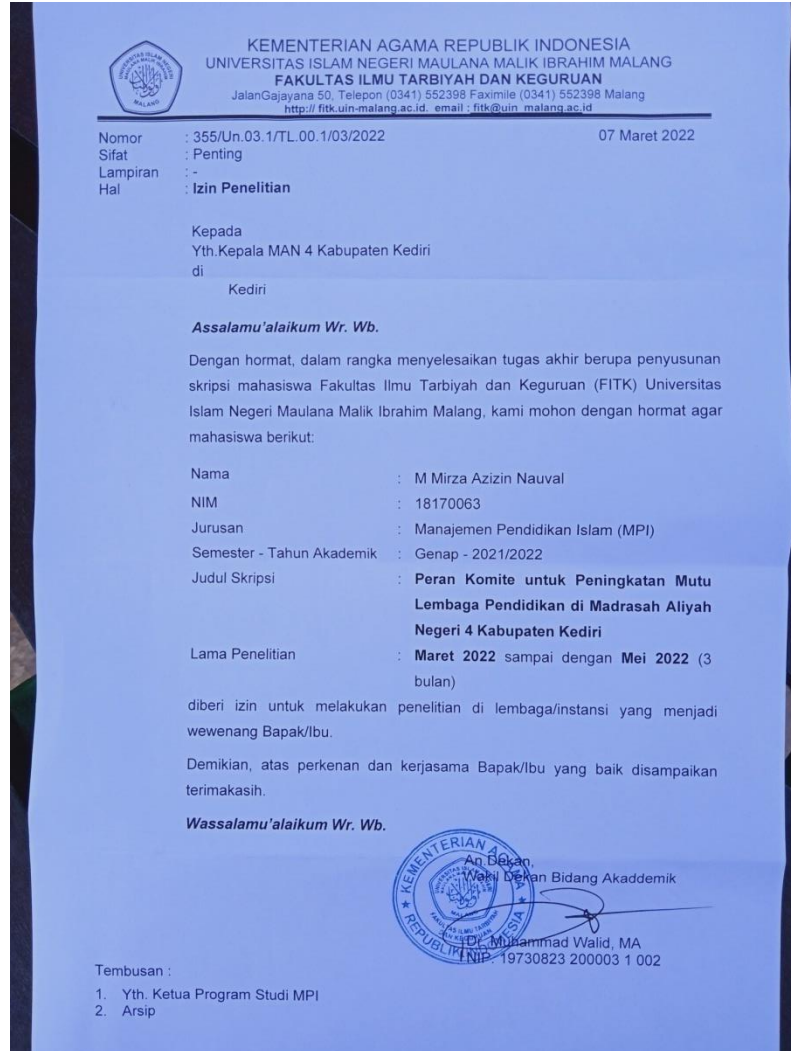 KEMENTERIAN AGAMA REPUBLIK INDONESIA
UNIVERSITAS ISLAM NEGERI MAULANA MALIK IBRAHIM MALANG
FAKULTAS ILMU TARBIYAH DAN KEGURUAN
JalanGajayana 50, Telepon (0341) 552398 Faximile (0341) 552398 Malang
http:// fitk.uin-malang.ac.id. email : fitk@uin_malang.ac.id
Nomor : 355/Un.03.1/TL.00.1/03/2022 07 Maret 2022
Sifat : Penting
Lampiran : -
Hal : Izin Penelitian
Kepada
Yth.Kepala MAN 4 Kabupaten Kediri
di
Kediri
Assalamu'alaikum Wr. Wb.
Dengan hormat, dalam rangka menyelesaikan tugas akhir berupa penyusunan
skripsi mahasiswa Fakultas Ilmu Tarbiyah dan Keguruan (FITK) Universitas
Islam Negeri Maulana Malik Ibrahim Malang, kami mohon dengan hormat agar
mahasiswa berikut:
Nama : M Mirza Azizin Nauval
NIM : 18170063
Jurusan : Manajemen Pendidikan Islam (MPI)
Semester - Tahun Akademik : Genap - 2021/2022
Judul Skripsi : Peran Komite untuk Peningkatan Mutu
Lembaga Pendidikan di Madrasah Aliyah
Negeri 4 Kabupaten Kediri
Lama Penelitian : Maret 2022 sampai dengan Mei 2022 (3
bulan)
diberi izin untuk melakukan penelitian di lembaga/instansi yang menjadi
wewenang Bapak/Ibu.
Demikian, atas perkenan dan kerjasama Bapak/Ibu yang baik disampaikan
terimakasih.
Wassalamu'alaikum Wr. Wb.
An.Dekan,
Wakil Dekan Bidang Akaddemik
KEMENTERIAN AGAMA
REPUBLIK INDONESIA
Dr. Muhammad Walid, MA
NIP. 19730823 200003 1 002
Tembusan :
1. Yth. Ketua Program Studi MPI
2. Arsip